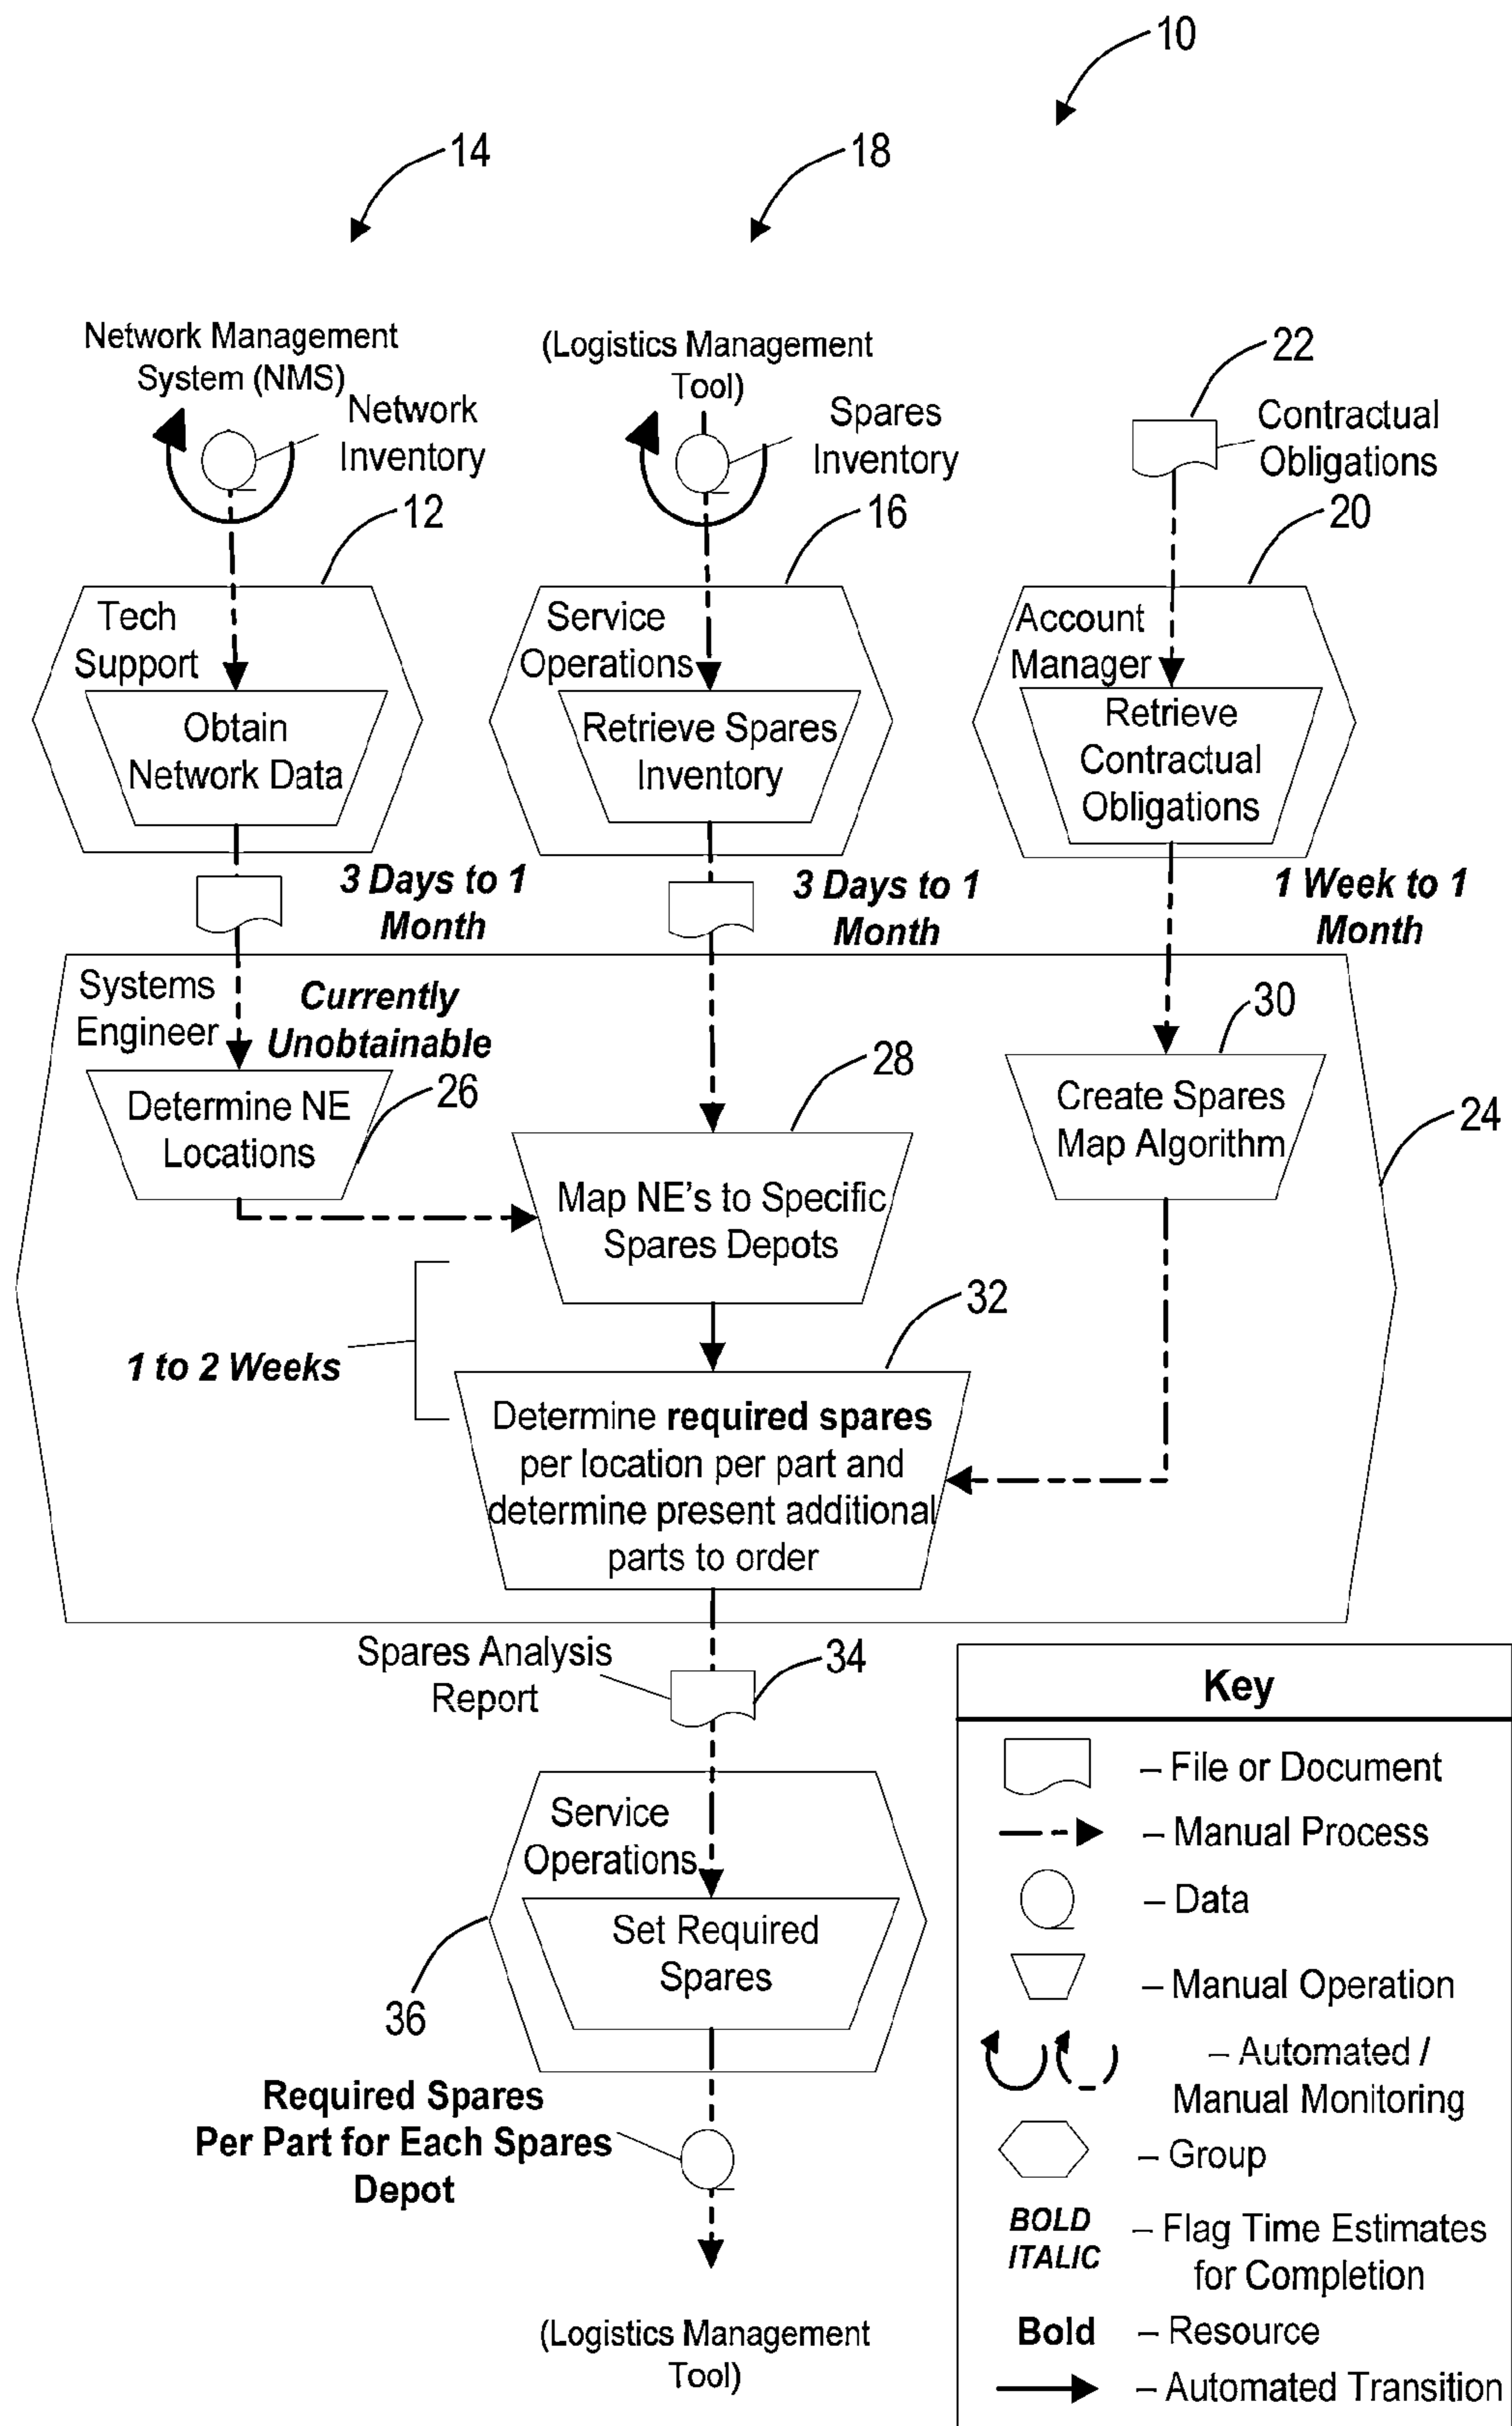 10
14
18
Network Management
System (NMS)
(Logistics Management
Tool)
22
Network
Inventory
Spares
Inventory
Contractual
Obligations
12
16
20
Tech
Support
Service
Operations
Account
Manager
Obtain
Network Data
Retrieve Spares
Inventory
Retrieve
Contractual
Obligations
3 Days to 1
Month
3 Days to 1
Month
1 Week to 1
Month
Systems
Engineer
Currently
Unobtainable
30
28
26
24
Determine NE
Locations
Create Spares
Map Algorithm
Map NE's to Specific
Spares Depots
32
1 to 2 Weeks
Determine required spares
per location per part and
determine present additional
parts to order
Spares Analysis
Report
34
Service
Operations
Set Required
Spares
36
Required Spares
Per Part for Each Spares
Depot
(Logistics Management
Tool)
Key
– File or Document
– Manual Process
– Data
– Manual Operation
– Automated /
Manual Monitoring
– Group
BOLD
ITALIC
– Flag Time Estimates
for Completion
Bold – Resource
– Automated Transition